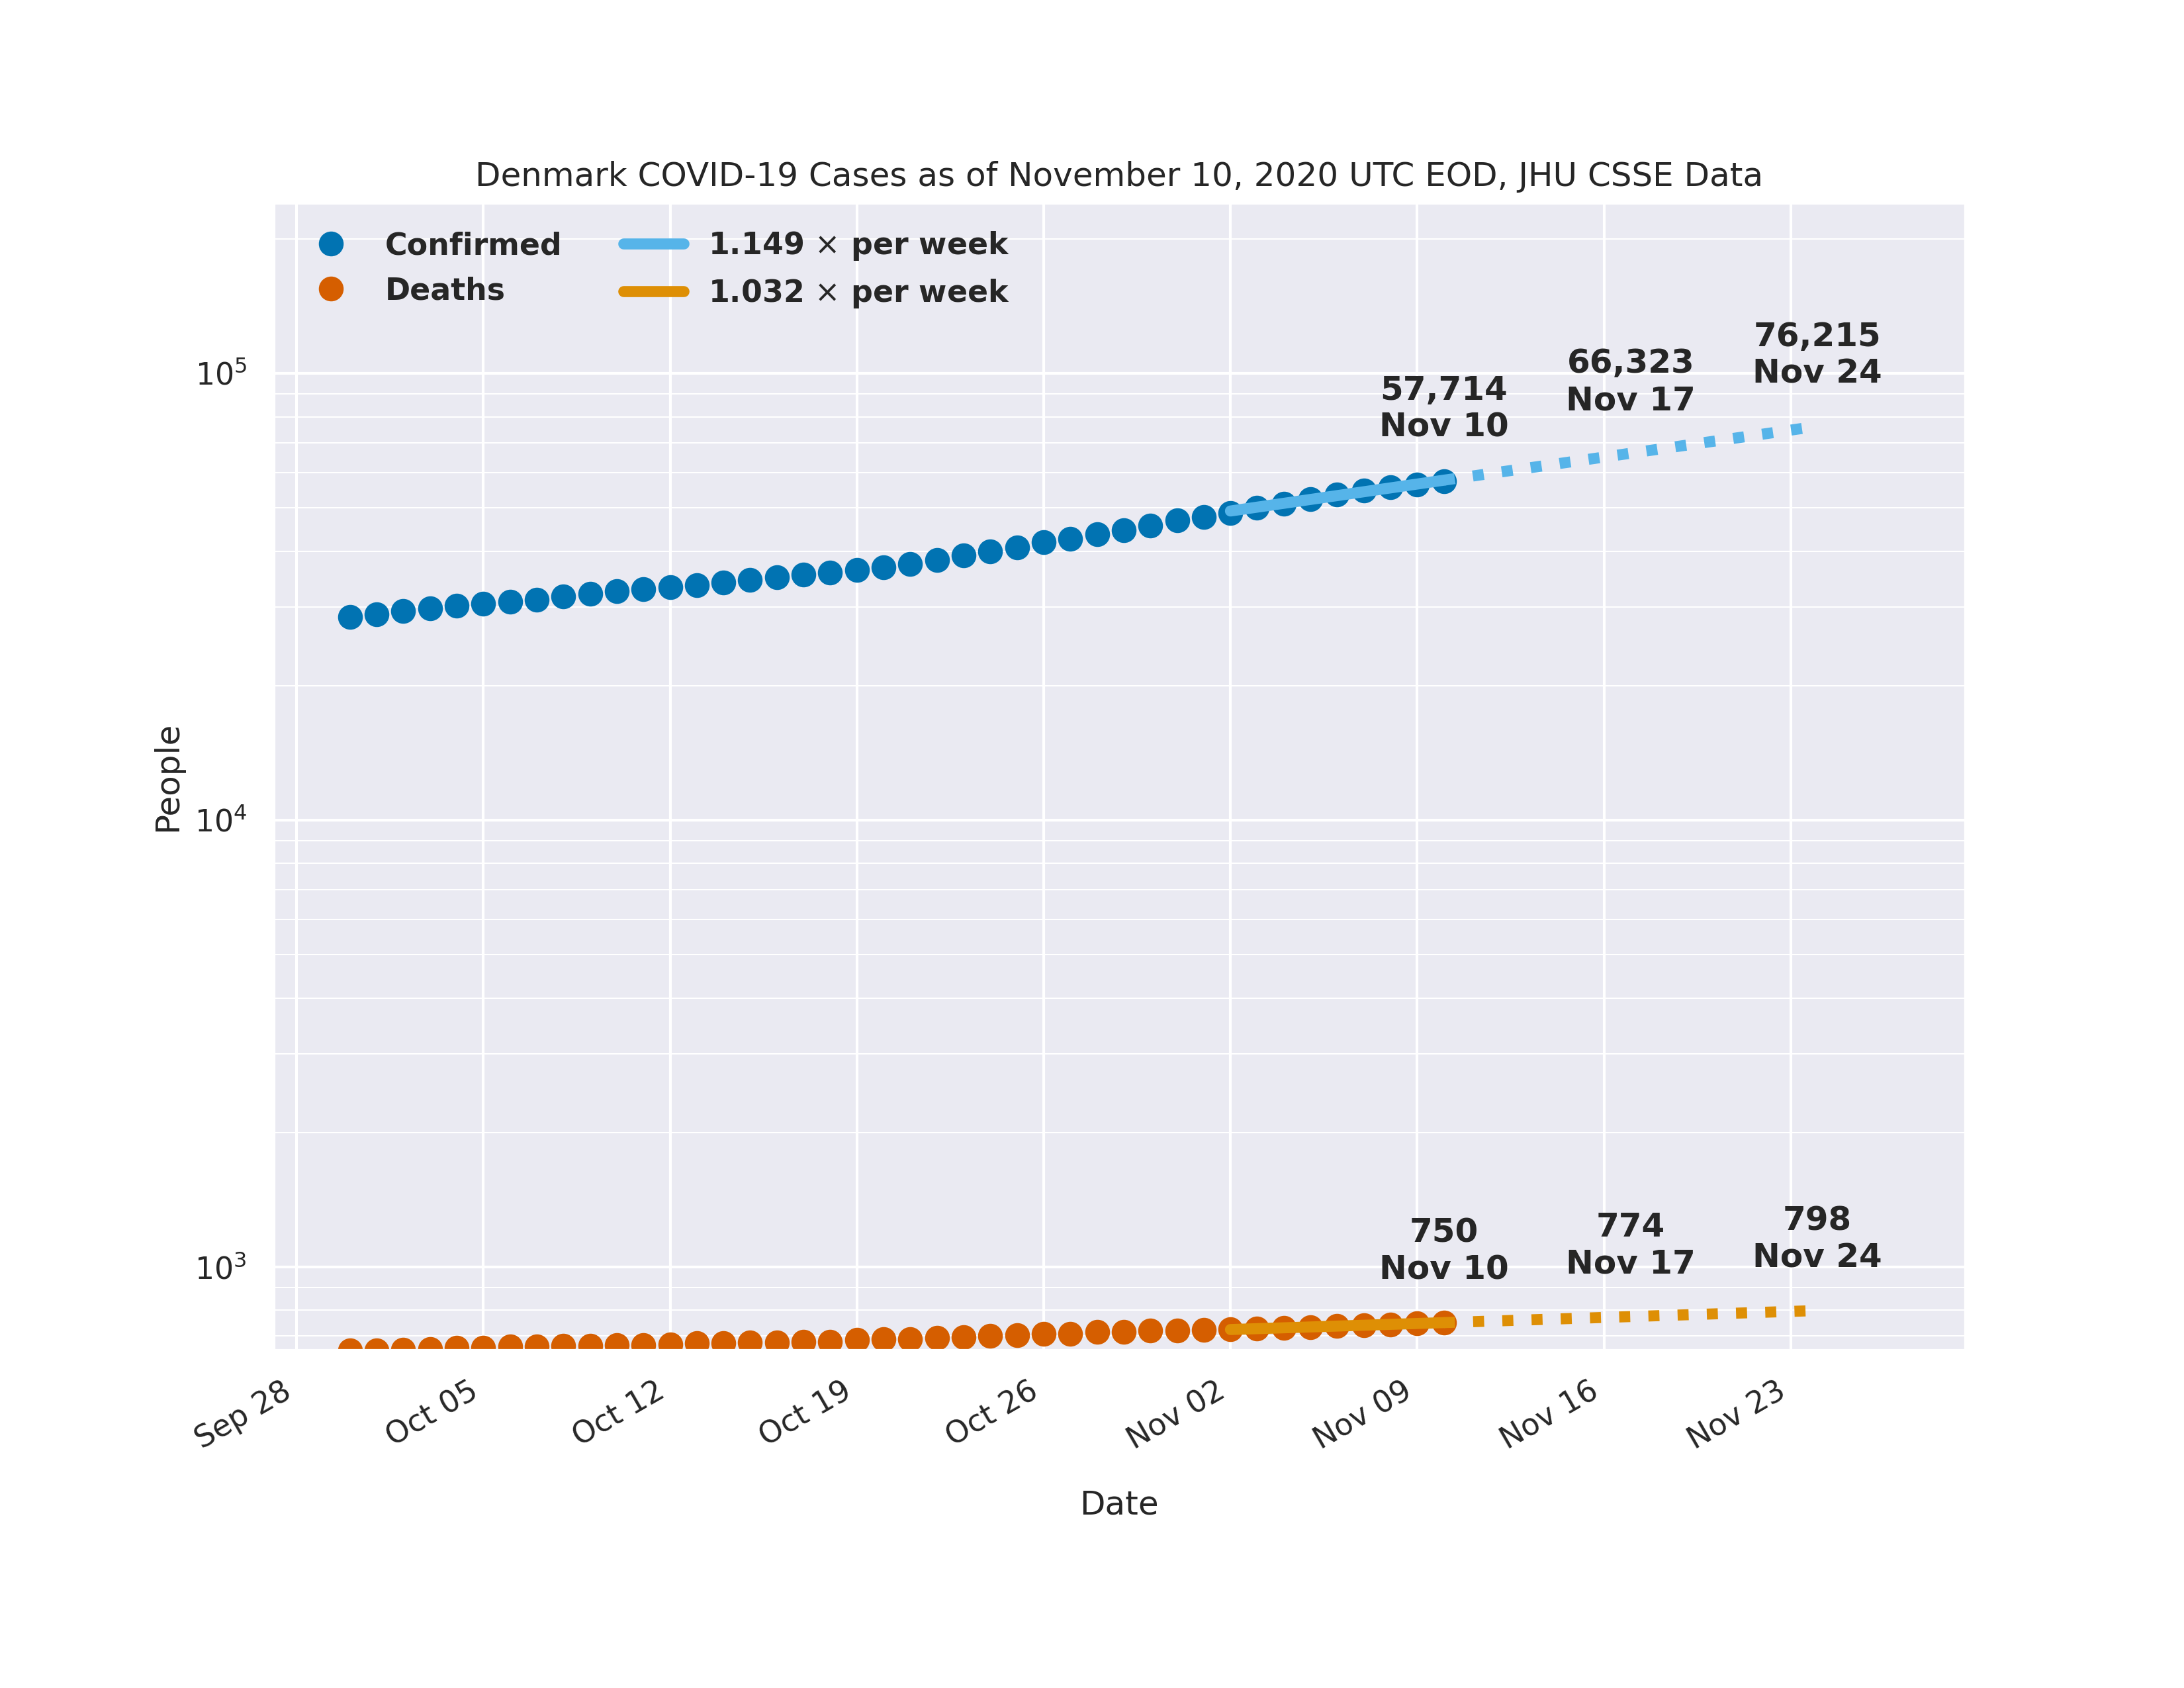 Denmark COVID-19 Cases as of November 10, 2020 UTC EOD, JHU CSSE Data
Confirmed
Deaths
1.149 × per week
1.032 × per week
76,215
Nov 24
66,323
Nov 17
57,714
Nov 10
10⁵
10⁴
10³
People
750
Nov 10
774
Nov 17
798
Nov 24
Sep 28
Oct 05
Oct 12
Oct 19
Oct 26
Nov 02
Nov 09
Nov 16
Nov 23
Date